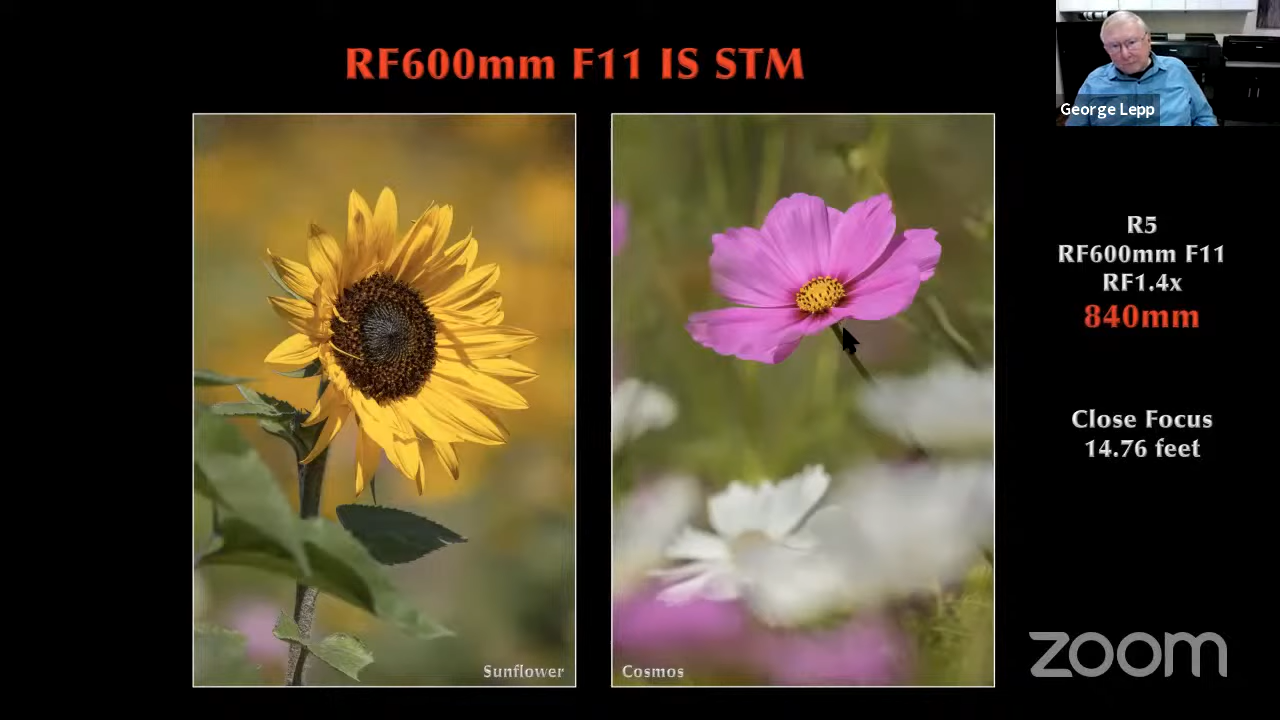 RF600mm F11 IS STM
George Lepp
R5
RF600mm F11
RF1.4x
840mm
Close Focus
14.76 feet
Sunflower
Cosmos
zoom